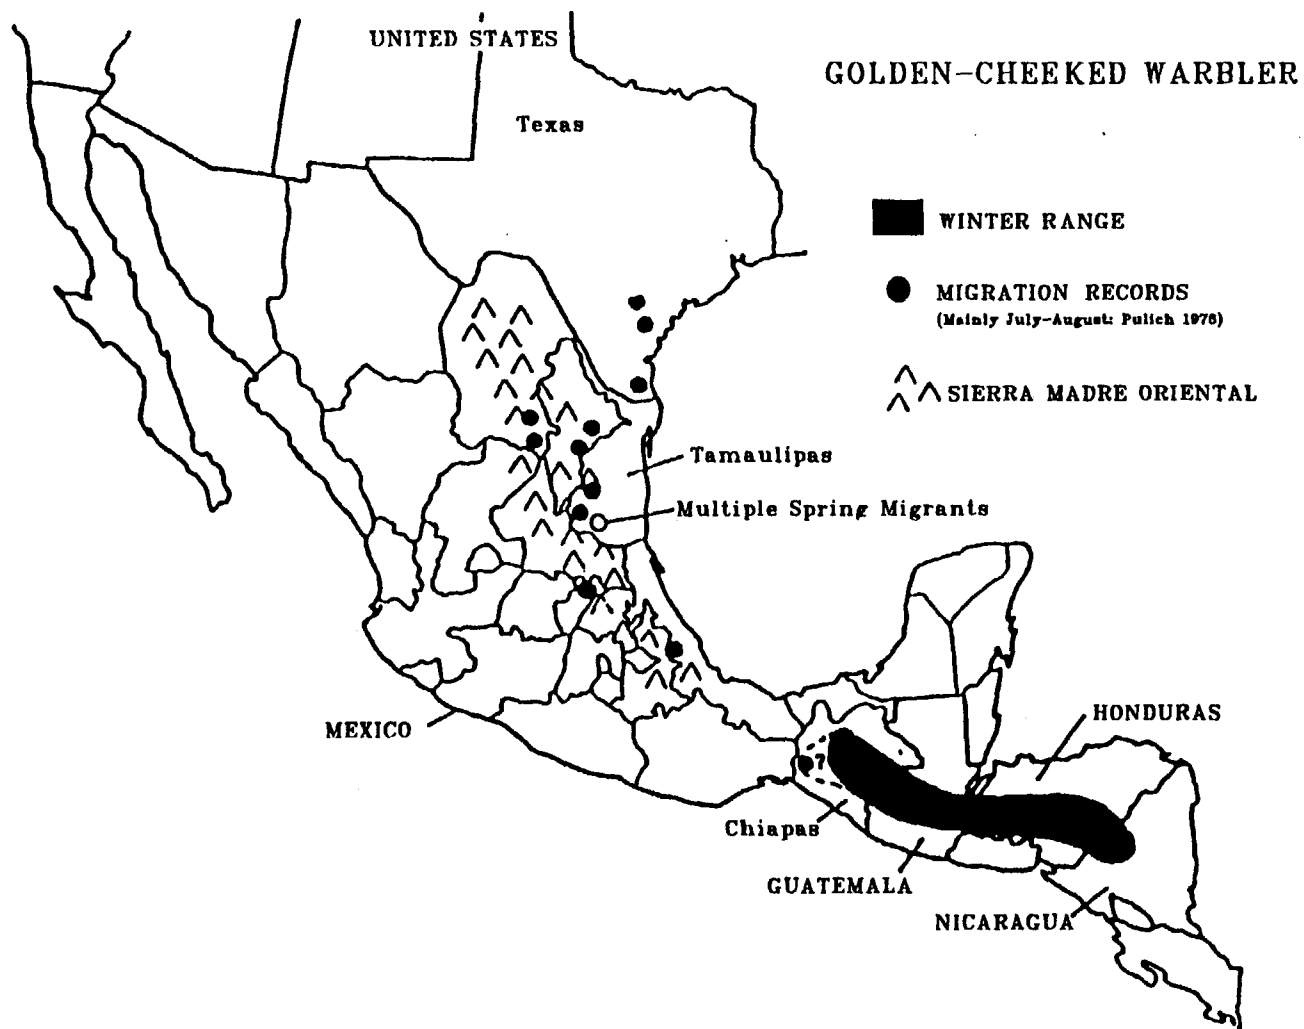 UNITED STATES
GOLDEN-CHEEKED WARBLER
Texas
WINTER RANGE
MIGRATION RECORDS
(Mainly July-August: Pulich 1976)
SIERRA MADRE ORIENTAL
Tamaulipas
Multiple Spring Migrants
HONDURAS
MEXICO
?
Chiapas
GUATEMALA
NICARAGUA